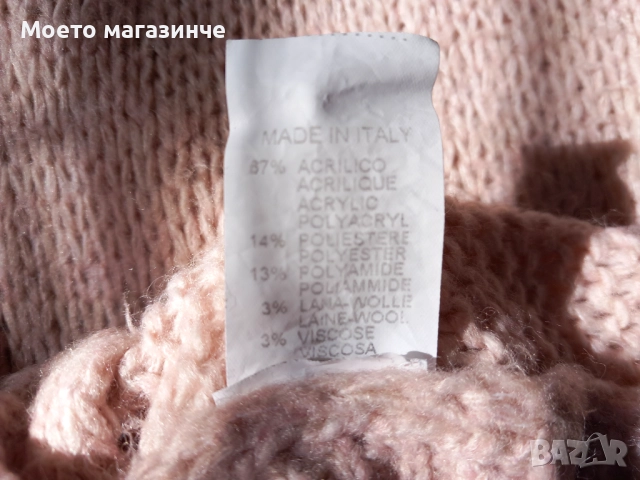 Моето магазинче
MADE IN ITALY
67% ACRILICO
ACRILIQUE
ACRYLIC
POLYACRYL
14% POLIESTERE
POLYESTER
13% POLYAMIDE
POLIAMMIDE
3% LANA-WOLLE
LAINE-WOOL
3% VISCOSE
VISCOSA
BAZAR